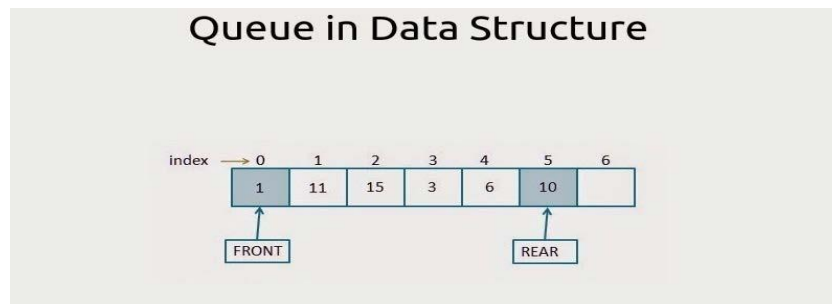 Queue in Data Structure
index → 0 1 2 3 4 5 6
1 11 15 3 6 10
FRONT REAR